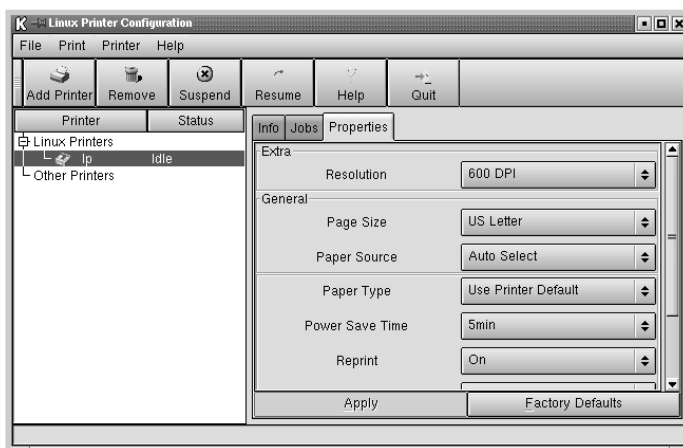 Linux Printer Configuration
File Print Printer Help
Add Printer Remove Suspend Resume Help Quit
Printer Status
Linux Printers
lp Idle
Other Printers
Info Jobs Properties
Extra
Resolution 600 DPI
General
Page Size US Letter
Paper Source Auto Select
Paper Type Use Printer Default
Power Save Time 5min
Reprint On
Apply Factory Defaults